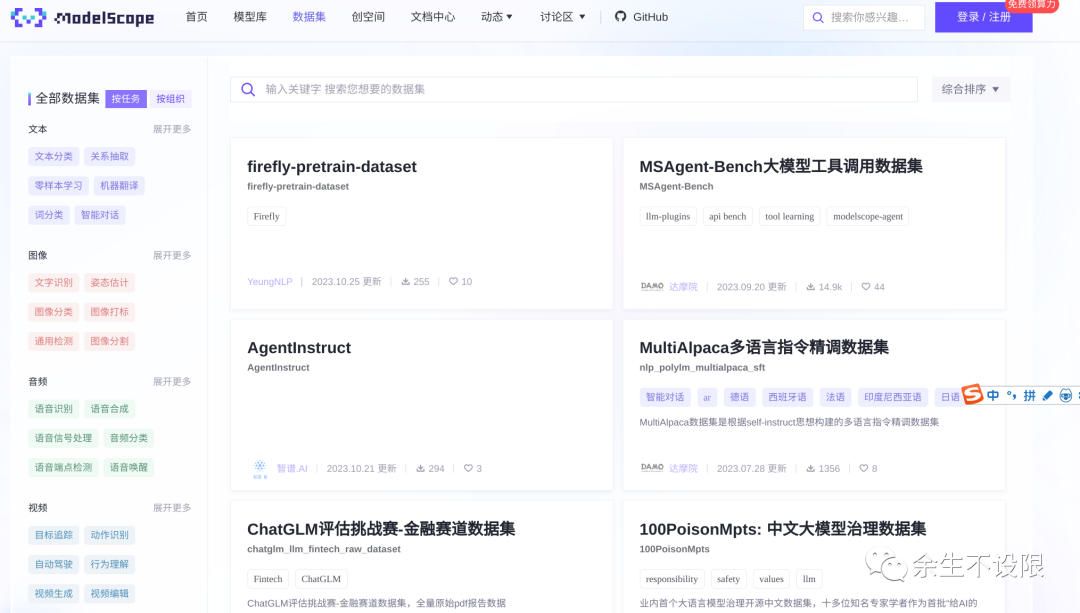 ModelScope 首页 模型库 数据集 创空间 文档中心 动态 ▼ 讨论区 ▼ GitHub 搜索你感兴趣... 登录 / 注册 免费领算力
全部数据集 按任务 按组织
文本 展开更多
文本分类 关系抽取
零样本学习 机器翻译
词分类 智能对话
图像 展开更多
文字识别 姿态估计
图像分类 图像打标
通用检测 图像分割
音频 展开更多
语音识别 语音合成
语音信号处理 音频分类
语音端点检测 语音唤醒
视频 展开更多
目标追踪 动作识别
自动驾驶 行为理解
视频生成 视频编辑
输入关键字 搜索您想要的数据集 综合排序 ▼
firefly-pretrain-dataset
firefly-pretrain-dataset
Firefly
YeungNLP | 2023.10.25 更新 | 255 | 10
MSAgent-Bench大模型工具调用数据集
MSAgent-Bench
llm-plugins api bench tool learning modelscope-agent
DAMO 达摩院 | 2023.09.20 更新 | 14.9k | 44
AgentInstruct
AgentInstruct
智谱.AI | 2023.10.21 更新 | 294 | 3
MultiAlpaca多语言指令精调数据集
nlp_polylm_multialpaca_sft
智能对话 ar 德语 西班牙语 法语 印度尼西亚语 日语
MultiAlpaca数据集是根据self-instruct思想构建的多语言指令精调数据集
DAMO 达摩院 | 2023.07.28 更新 | 1356 | 8
中 °, 拼
ChatGLM评估挑战赛-金融赛道数据集
chatglm_llm_fintech_raw_dataset
Fintech ChatGLM
ChatGLM评估挑战赛-金融赛道数据集，全量原始pdf报告数据
100PoisonMpts: 中文大模型治理数据集
100PoisonMpts
responsibility safety values llm
业内首个大语言模型治理开源中文数据集，十多位知名专家学者作为首批“给AI的
余生不设限